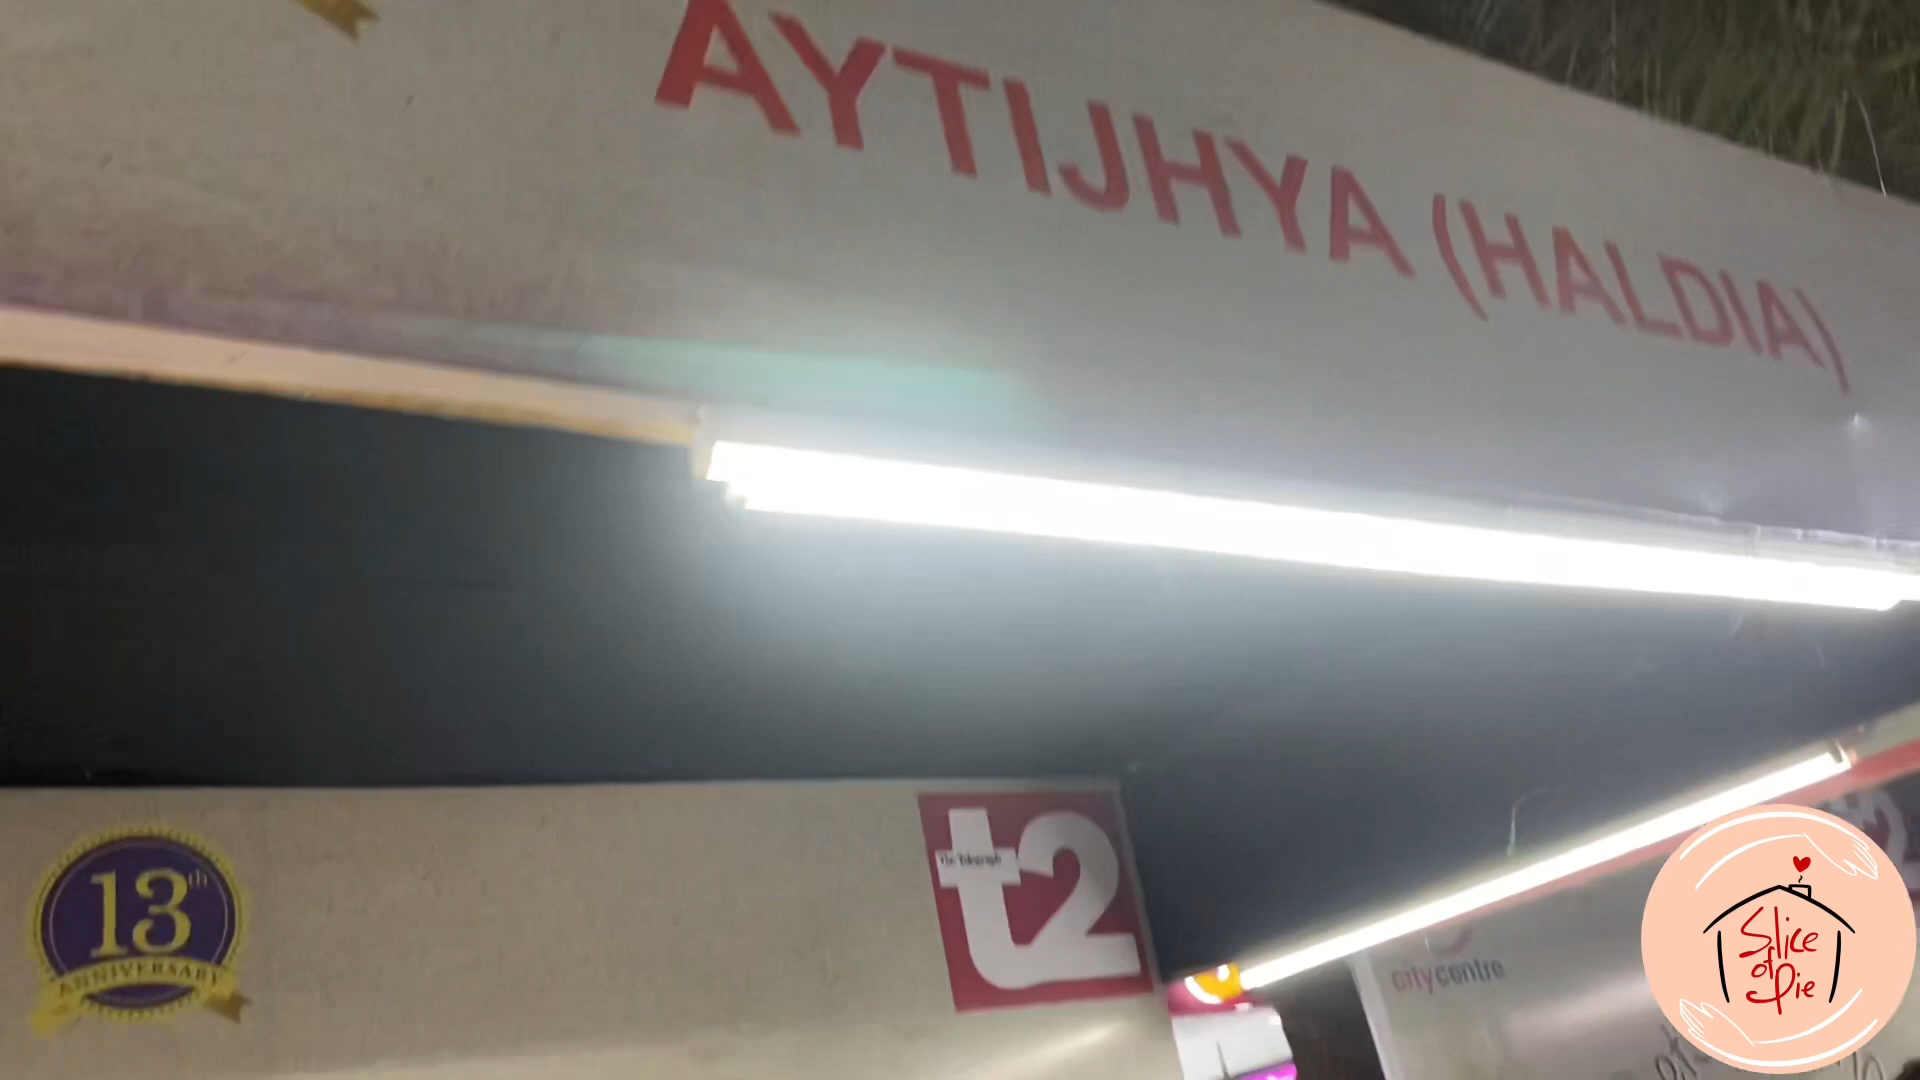 AYTIJHYA (HALDIA)
13th
ANNIVERSARY
The Telegraph
t2
citycentre
Slice
of
Pie